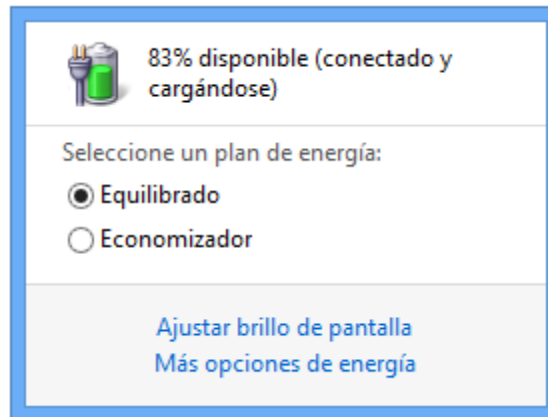 83% disponible (conectado y
cargándose)
Seleccione un plan de energía:
Equilibrado
Economizador
Ajustar brillo de pantalla
Más opciones de energía